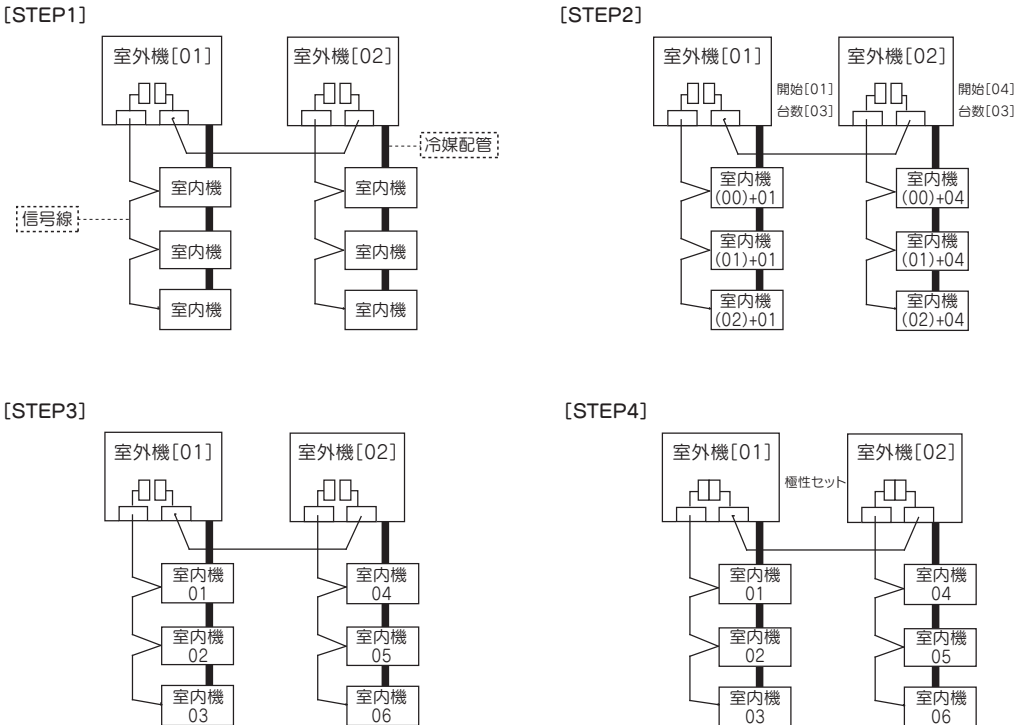 [STEP1]
室外機[01]
室外機[02]
冷媒配管
信号線
室内機
室内機
室内機
室内機
室内機
室内機
[STEP2]
室外機[01]
開始[01]
台数[03]
室外機[02]
開始[04]
台数[03]
室内機
(00)+01
室内機
(01)+01
室内機
(02)+01
室内機
(00)+04
室内機
(01)+04
室内機
(02)+04
[STEP3]
室外機[01]
室外機[02]
室内機
01
室内機
02
室内機
03
室内機
04
室内機
05
室内機
06
[STEP4]
室外機[01]
極性セット
室外機[02]
室内機
01
室内機
02
室内機
03
室内機
04
室内機
05
室内機
06